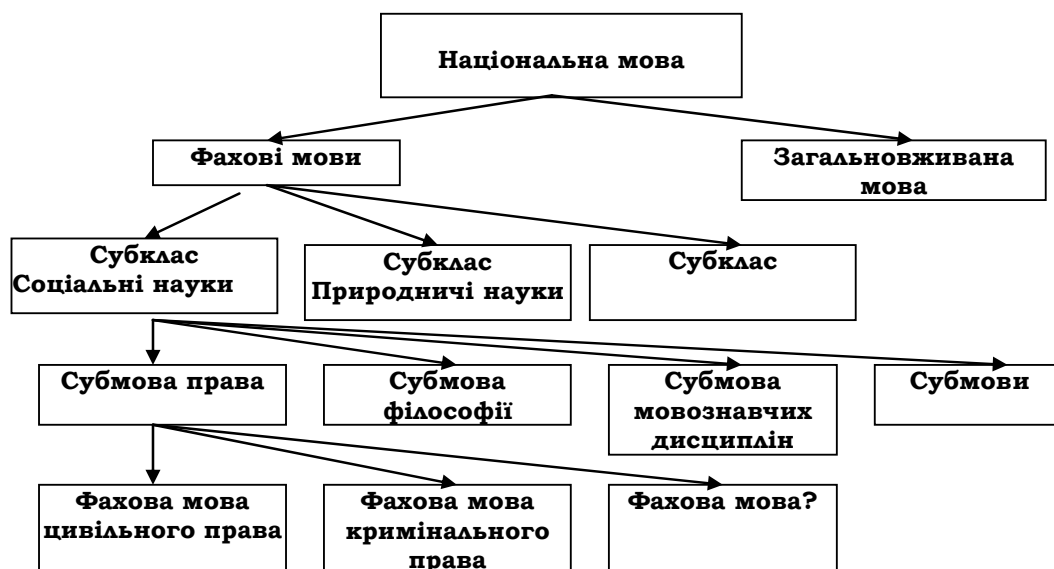 Національна мова
Фахові мови
Загальновживана
мова
Субклас
Соціальні науки
Субклас
Природничі науки
Субклас
Субмова права
Субмова
філософії
Субмова
мовознавчих
дисциплін
Субмови
Фахова мова
цивільного права
Фахова мова
кримінального
права
Фахова мова?